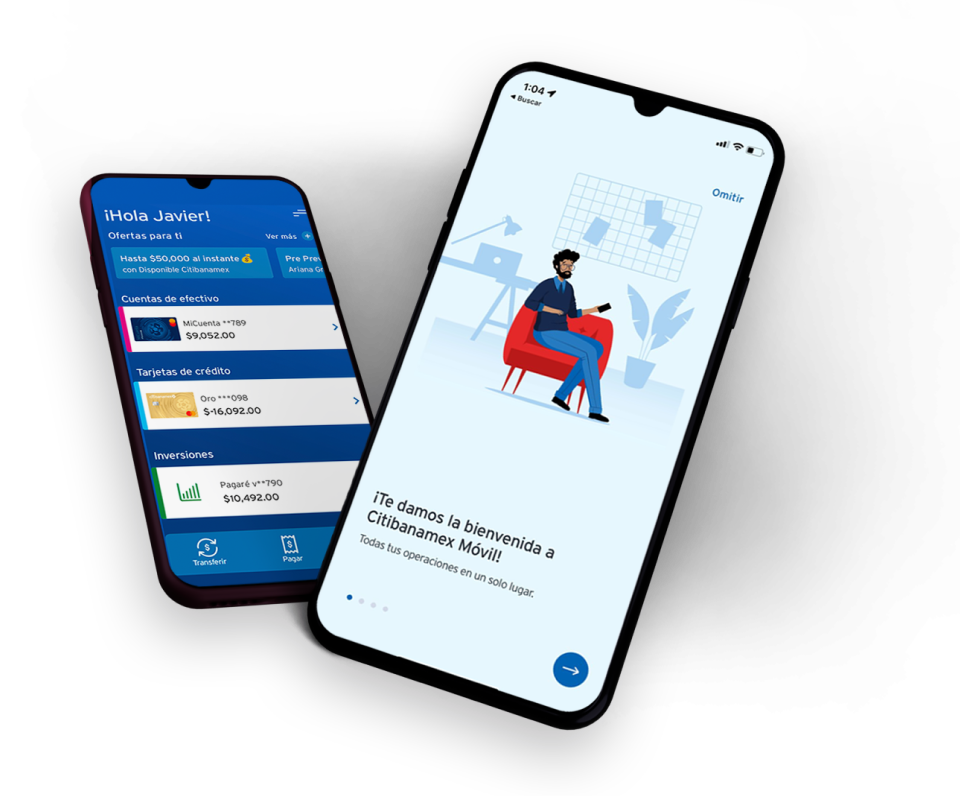 ¡Hola Javier!
Ofertas para ti
Ver más +
Hasta $50,000 al instante 💰
con Disponible Citibanamex
Pre Prev
Ariana Gr
Cuentas de efectivo
MiCuenta **789
$9,052.00
Tarjetas de crédito
Oro ***098
$-16,092.00
Inversiones
Pagaré v**790
$10,492.00
Transferir
Pagar
1:04
Buscar
Omitir
¡Te damos la bienvenida a
Citibanamex Móvil!
Todas tus operaciones en un solo lugar.